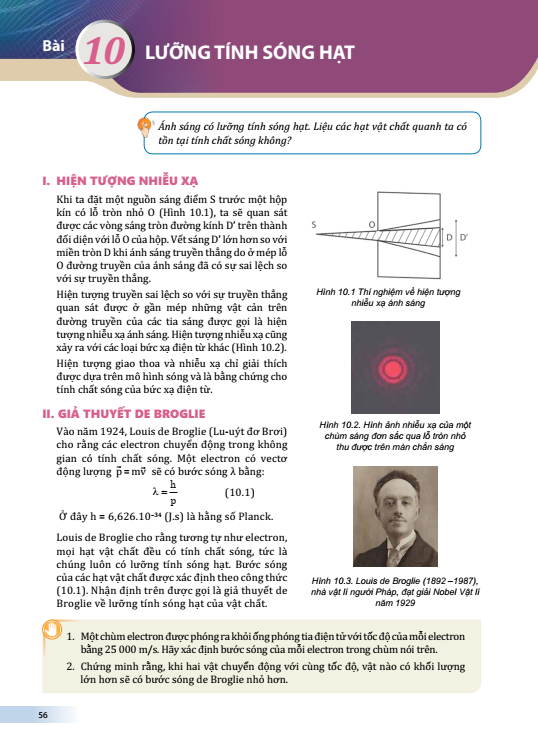 Bài
10
LƯỠNG TÍNH SÓNG HẠT
Ánh sáng có lưỡng tính sóng hạt. Liệu các hạt vật chất quanh ta có
tồn tại tính chất sóng không?
I. HIỆN TƯỢNG NHIỄU XẠ
Khi ta đặt một nguồn sáng điểm S trước một hộp
kín có lỗ tròn nhỏ O (Hình 10.1), ta sẽ quan sát
được các vòng sáng tròn đường kính D’ trên thành
đối diện với lỗ O của hộp. Vết sáng D’ lớn hơn so với
miền tròn D khi ánh sáng truyền thẳng do ở mép lỗ
O đường truyền của ánh sáng đã có sự sai lệch so
với sự truyền thẳng.
Hiện tượng truyền sai lệch so với sự truyền thẳng
quan sát được ở gần mép những vật cản trên
đường truyền của các tia sáng được gọi là hiện
tượng nhiễu xạ ánh sáng. Hiện tượng nhiễu xạ cũng
xảy ra với các loại bức xạ điện từ khác (Hình 10.2).
Hiện tượng giao thoa và nhiễu xạ chỉ giải thích
được dựa trên mô hình sóng và là bằng chứng cho
tính chất sóng của bức xạ điện từ.
S
O
D
D’
Hình 10.1 Thí nghiệm về hiện tượng
nhiễu xạ ánh sáng
Hình 10.2. Hình ảnh nhiễu xạ của một
chùm sáng đơn sắc qua lỗ tròn nhỏ
thu được trên màn chắn sáng
II. GIẢ THUYẾT DE BROGLIE
Vào năm 1924, Louis de Broglie (Lu-uýt đơ Brơi)
cho rằng các electron chuyển động trong không
gian có tính chất sóng. Một electron có vectơ
động lượng p⃗ = mv⃗ sẽ có bước sóng λ bằng:
λ = h/p (10.1)
Ở đây h = 6,626.10⁻³⁴ (J.s) là hằng số Planck.
Louis de Broglie cho rằng tương tự như electron,
mọi hạt vật chất đều có tính chất sóng, tức là
chúng luôn có lưỡng tính sóng hạt. Bước sóng
của các hạt vật chất được xác định theo công thức
(10.1). Nhận định trên được gọi là giả thuyết de
Broglie về lưỡng tính sóng hạt của vật chất.
Hình 10.3. Louis de Broglie (1892 –1987),
nhà vật lí người Pháp, đạt giải Nobel Vật lí
năm 1929
1. Một chùm electron được phóng ra khỏi ống phóng tia điện tử với tốc độ của mỗi electron
bằng 25 000 m/s. Hãy xác định bước sóng của mỗi electron trong chùm nói trên.
2. Chứng minh rằng, khi hai vật chuyển động với cùng tốc độ, vật nào có khối lượng
lớn hơn sẽ có bước sóng de Broglie nhỏ hơn.
56